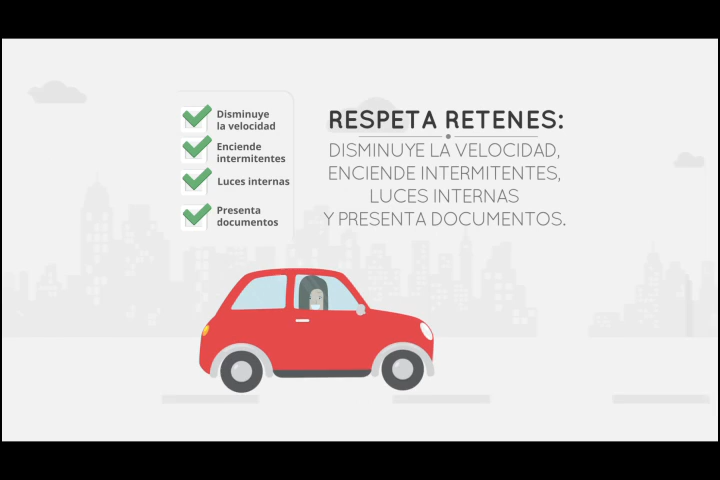 Disminuye
la velocidad
Enciende
intermitentes
Luces internas
Presenta
documentos
RESPETA RETENES:
DISMINUYE LA VELOCIDAD,
ENCIENDE INTERMITENTES,
LUCES INTERNAS
Y PRESENTA DOCUMENTOS.